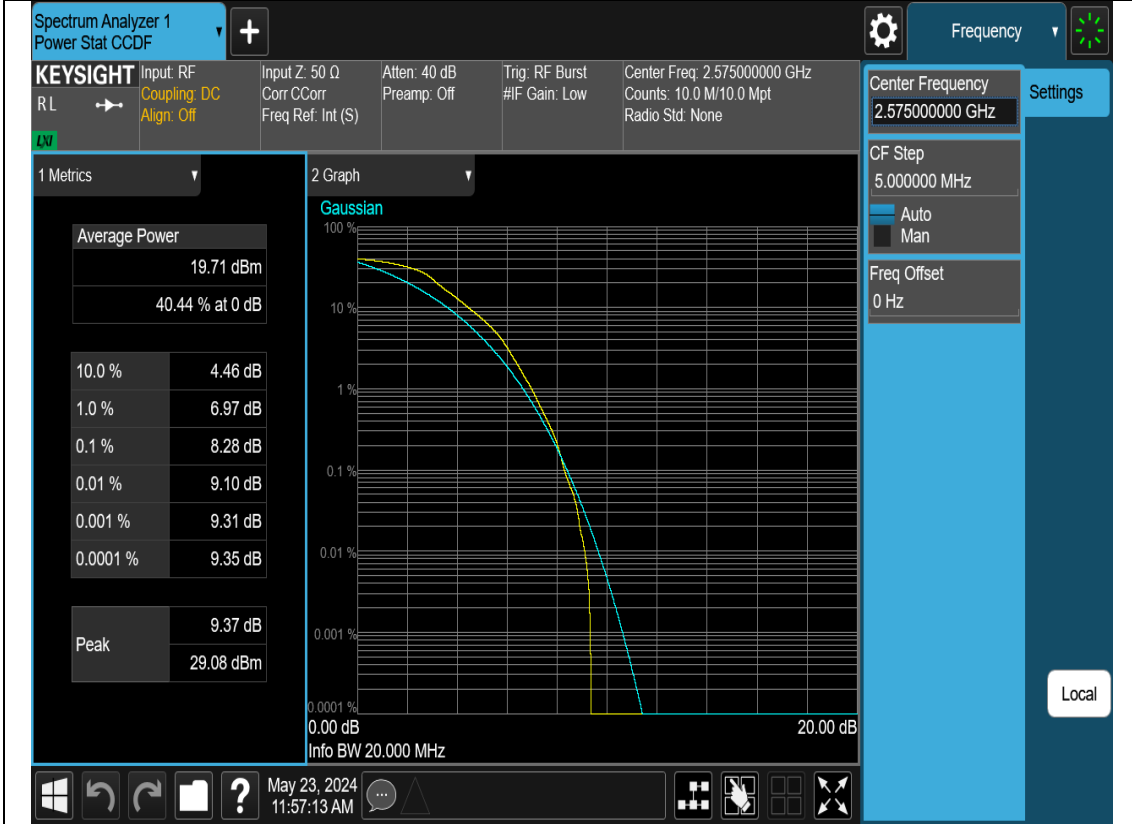 Spectrum Analyzer 1
Power Stat CCDF
Frequency
KEYSIGHT
RL
LXI
Input: RF
Coupling: DC
Align: Off
Input Z: 50 Ω
Corr CCorr
Freq Ref: Int (S)
Atten: 40 dB
Preamp: Off
Trig: RF Burst
#IF Gain: Low
Center Freq: 2.575000000 GHz
Counts: 10.0 M/10.0 Mpt
Radio Std: None
Center Frequency
2.575000000 GHz
Settings
CF Step
5.000000 MHz
Auto
Man
Freq Offset
0 Hz
1 Metrics
Average Power
19.71 dBm
40.44 % at 0 dB
10.0 % 4.46 dB
1.0 % 6.97 dB
0.1 % 8.28 dB
0.01 % 9.10 dB
0.001 % 9.31 dB
0.0001 % 9.35 dB
Peak 9.37 dB
29.08 dBm
2 Graph
Gaussian
100 %
10 %
1 %
0.1 %
0.01 %
0.001 %
0.0001 %
0.00 dB 20.00 dB
Info BW 20.000 MHz
Local
?
May 23, 2024
11:57:13 AM